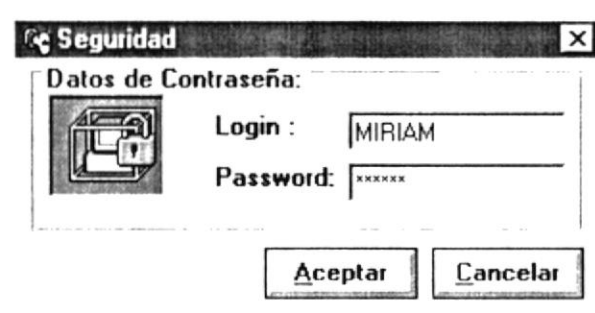 Seguridad
Datos de Contraseña:
Login : MIRIAM
Password: ××××××
Aceptar Cancelar